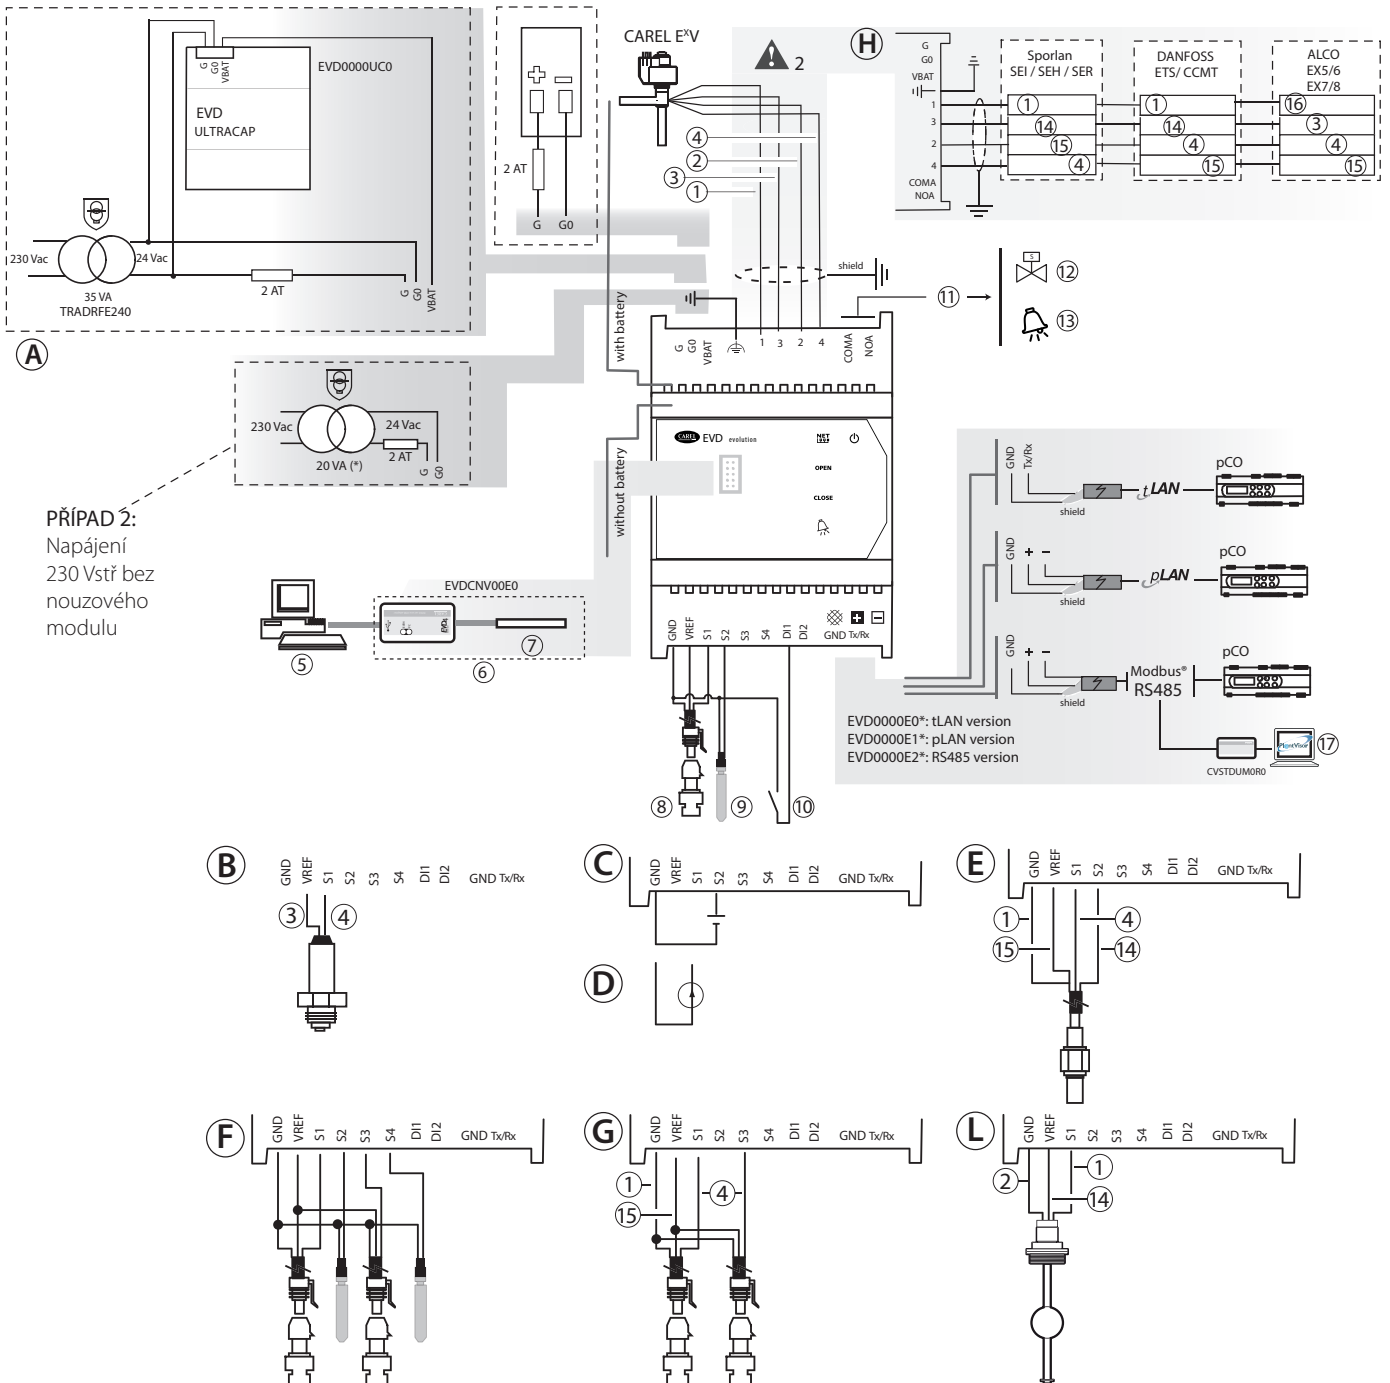 EVD0000UC0
G
G0
VBAT
EVD
ULTRACAP
230 Vac
24 Vac
35 VA
TRADRFE240
2 AT
G
G0
VBAT
A
2 AT
G
G0
CAREL EXV
2
4
2
3
1
shield
H
G
G0
VBAT
1
3
2
4
COMA
NOA
Sporlan
SEI / SEH / SER
1
14
15
4
DANFOSS
ETS/ CCMT
1
14
4
15
ALCO
EX5/6
EX7/8
16
3
4
15
11
S
12
13
with battery
without battery
G
G0
VBAT
1
3
2
4
COMA
NOA
230 Vac
24 Vac
20 VA (*)
2 AT
G
G0
PŘÍPAD 2:
Napájení
230 Vstř bez
nouzového
modulu
CAREL
EVD evolution
NET
OPEN
CLOSE
EVDCNV00E0
5
6
7
GND
VREF
S1
S2
S3
S4
DI1
DI2
GND Tx/Rx
8
9
10
GND
Tx/Rx
shield
tLAN
pCO
GND
+
−
shield
pLAN
pCO
GND
+
−
shield
Modbus®
RS485
pCO
EVD0000E0*: tLAN version
EVD0000E1*: pLAN version
EVD0000E2*: RS485 version
CVSTDUM0R0
PlantVisor
17
B
GND
VREF
S1
S2
S3
S4
DI1
DI2
GND Tx/Rx
3
4
C
GND
VREF
S1
S2
S3
S4
DI1
DI2
GND Tx/Rx
D
E
GND
VREF
S1
S2
S3
S4
DI1
DI2
GND Tx/Rx
1
4
15
14
F
GND
VREF
S1
S2
S3
S4
DI1
DI2
GND Tx/Rx
G
GND
VREF
S1
S2
S3
S4
DI1
DI2
GND Tx/Rx
1
4
15
L
GND
VREF
S1
S2
S3
S4
DI1
DI2
GND Tx/Rx
2
1
14